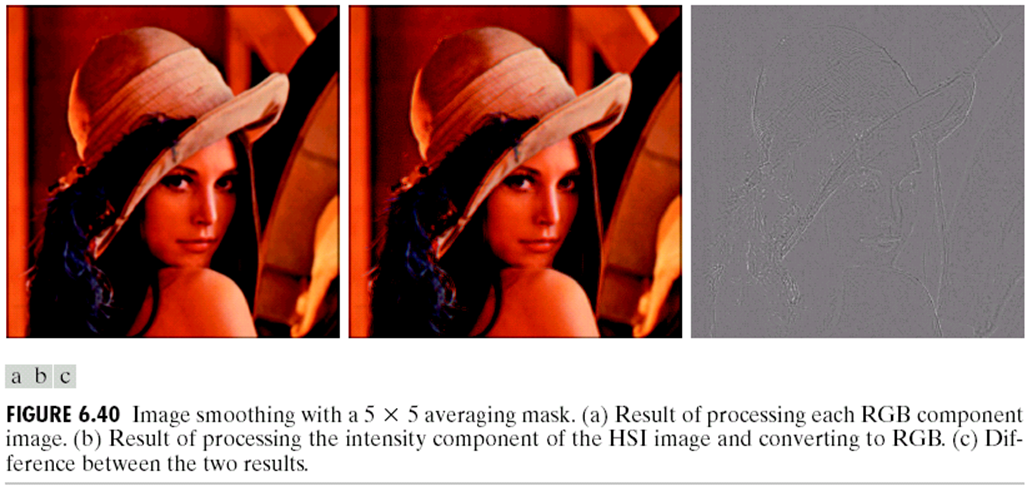 a b c
FIGURE 6.40 Image smoothing with a 5 × 5 averaging mask. (a) Result of processing each RGB component
image. (b) Result of processing the intensity component of the HSI image and converting to RGB. (c) Dif-
ference between the two results.